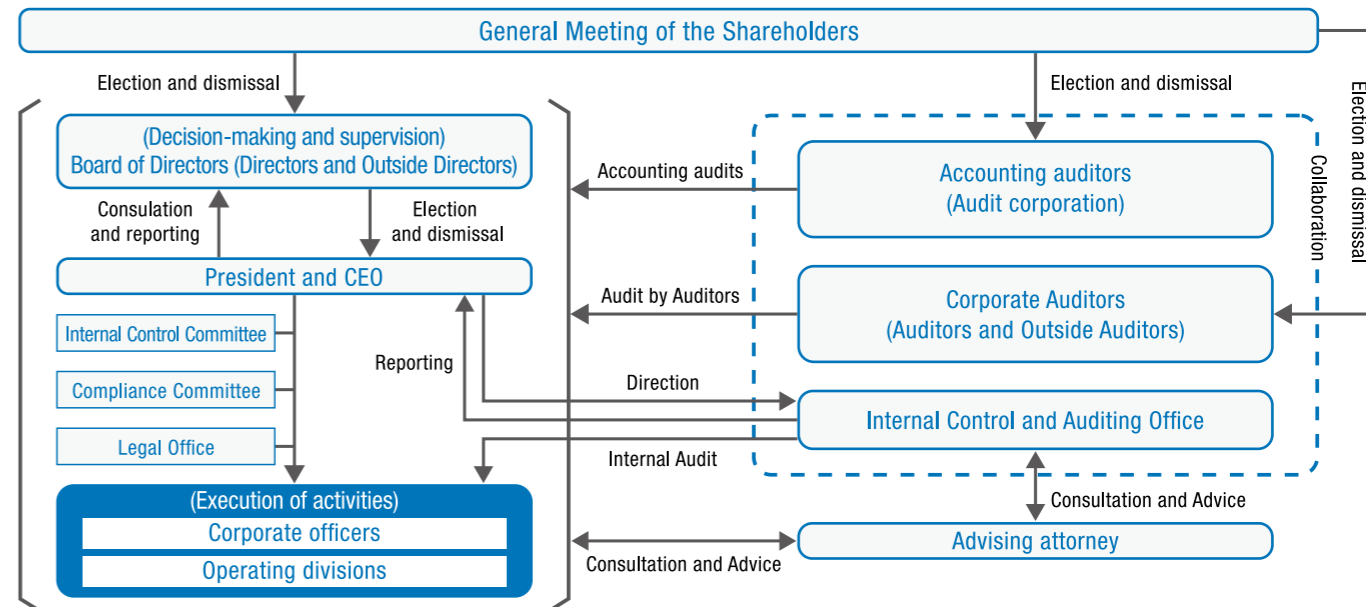 General Meeting of the Shareholders
Election and dismissal
Election and dismissal
Election and dismissal
(Decision-making and supervision)
Board of Directors (Directors and Outside Directors)
Accounting audits
Accounting auditors
(Audit corporation)
Collaboration
Consulation
and reporting
Election
and dismissal
President and CEO
Audit by Auditors
Corporate Auditors
(Auditors and Outside Auditors)
Internal Control Committee
Reporting
Compliance Committee
Direction
Internal Control and Auditing Office
Legal Office
Internal Audit
(Execution of activities)
Corporate officers
Operating divisions
Consultation and Advice
Advising attorney
Consultation and Advice